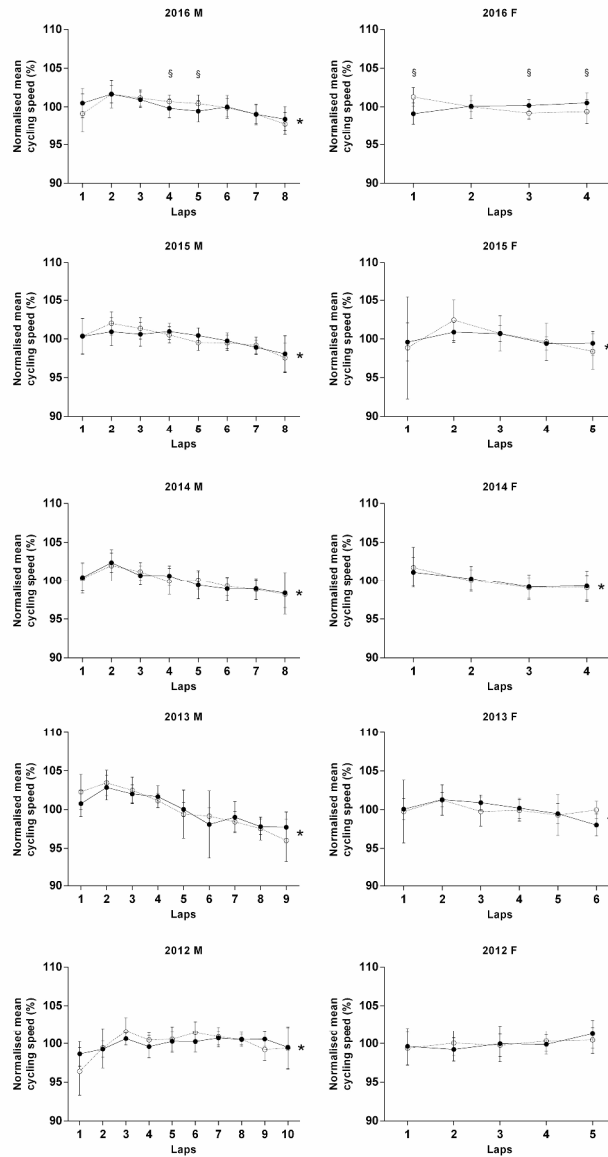 2016 M
Normalised mean
cycling speed (%)
110
105
100
95
90
§ §
*
1 2 3 4 5 6 7 8
Laps
2016 F
Normalised mean
cycling speed (%)
110
105
100
95
90
§ § §
1 2 3 4
Laps
2015 M
Normalised mean
cycling speed (%)
110
105
100
95
90
*
1 2 3 4 5 6 7 8
Laps
2015 F
Normalised mean
cycling speed (%)
110
105
100
95
90
*
1 2 3 4 5
Laps
2014 M
Normalised mean
cycling speed (%)
110
105
100
95
90
*
1 2 3 4 5 6 7 8
Laps
2014 F
Normalised mean
cycling speed (%)
110
105
100
95
90
*
1 2 3 4
Laps
2013 M
Normalised mean
cycling speed (%)
110
105
100
95
90
*
1 2 3 4 5 6 7 8 9
Laps
2013 F
Normalised mean
cycling speed (%)
110
105
100
95
90
1 2 3 4 5 6
Laps
2012 M
Normalisec mean
cycling speed (%)
110
105
100
95
90
*
1 2 3 4 5 6 7 8 9 10
Laps
2012 F
Normalised mean
cycling speed (%)
110
105
100
95
90
1 2 3 4 5
Laps